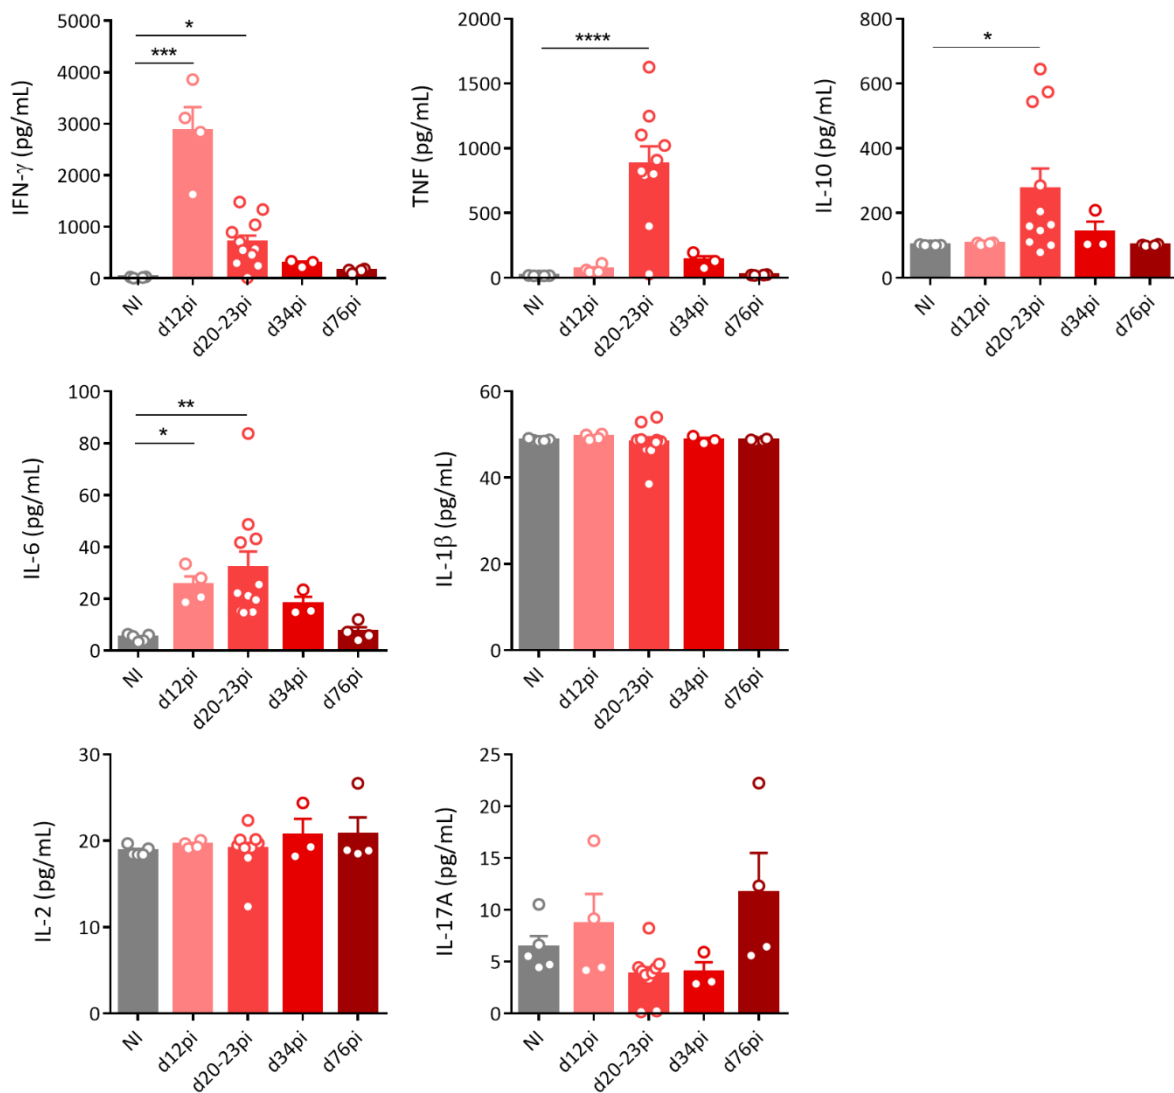 IFN-γ (pg/mL)
5000
4000
3000
2000
1000
0
*
***
NI
d12pi
d20-23pi
d34pi
d76pi
TNF (pg/mL)
2000
1500
1000
500
0
****
NI
d12pi
d20-23pi
d34pi
d76pi
IL-10 (pg/mL)
800
600
400
200
0
*
NI
d12pi
d20-23pi
d34pi
d76pi
IL-6 (pg/mL)
100
80
60
40
20
0
**
*
NI
d12pi
d20-23pi
d34pi
d76pi
IL-1β (pg/mL)
60
40
20
0
NI
d12pi
d20-23pi
d34pi
d76pi
IL-2 (pg/mL)
30
20
10
0
NI
d12pi
d20-23pi
d34pi
d76pi
IL-17A (pg/mL)
25
20
15
10
5
0
NI
d12pi
d20-23pi
d34pi
d76pi